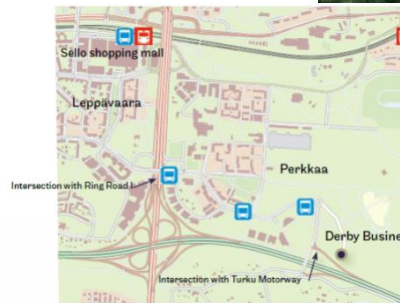 Sello shopping mall
Leppävaara
Perkkaa
Intersection with Ring Road I
Derby Busine
Intersection with Turku Motorway